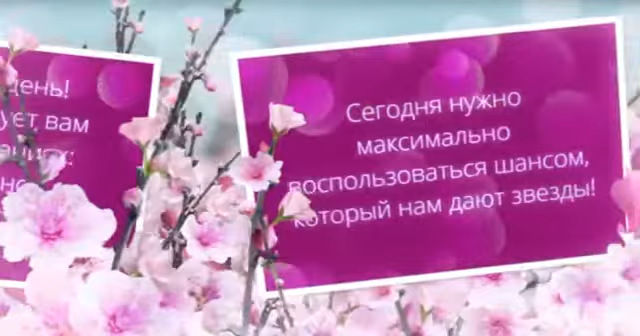 день!
ует вам
Сегодня нужно
максимально
воспользоваться шансом,
который нам дают звезды!